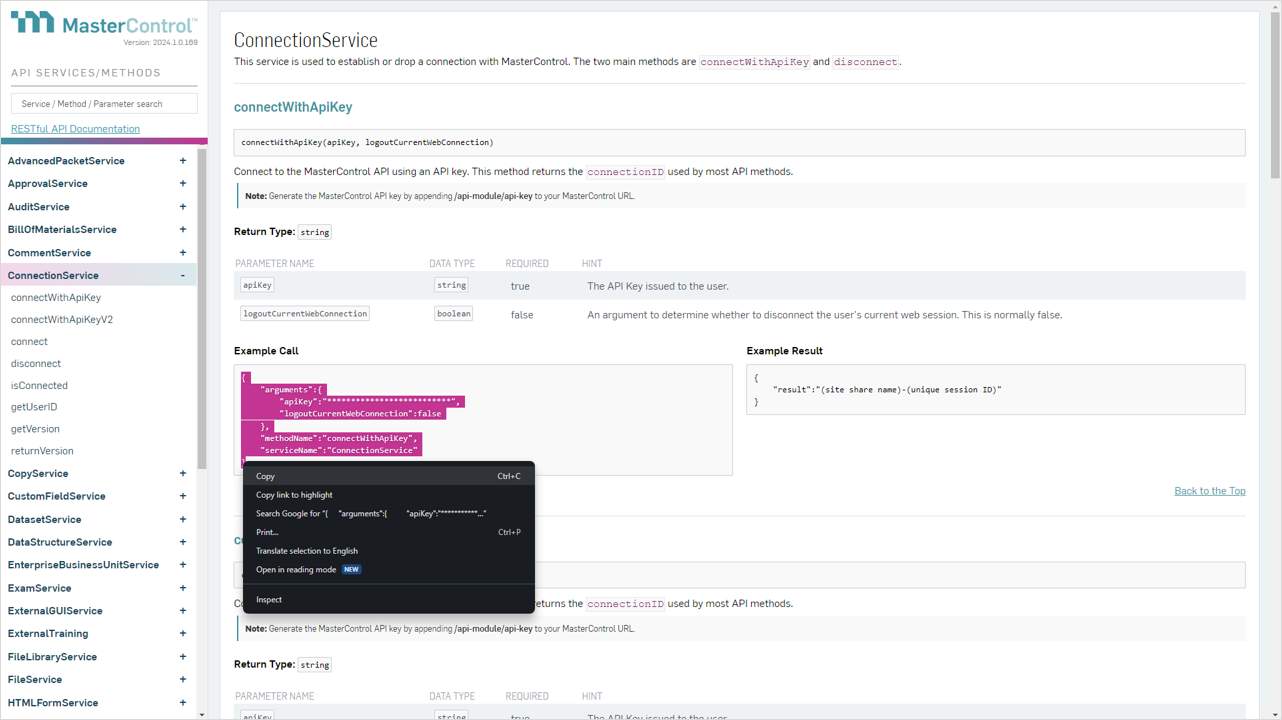 MasterControl™
Version: 2024.1.0.169
API SERVICES/METHODS
Service / Method / Parameter search
RESTful API Documentation
AdvancedPacketService +
ApprovalService +
AuditService +
BillOfMaterialsService +
CommentService +
ConnectionService -
connectWithApiKey
connectWithApiKeyV2
connect
disconnect
isConnected
getUserID
getVersion
returnVersion
CopyService +
CustomFieldService +
DatasetService +
DataStructureService +
EnterpriseBusinessUnitService +
ExamService +
ExternalGUIService +
ExternalTraining +
FileLibraryService +
FileService +
HTMLFormService +
ConnectionService
This service is used to establish or drop a connection with MasterControl. The two main methods are connectWithApiKey and disconnect.
connectWithApiKey
connectWithApiKey(apiKey, logoutCurrentWebConnection)
Connect to the MasterControl API using an API key. This method returns the connectionID used by most API methods.
Note: Generate the MasterControl API key by appending /api-module/api-key to your MasterControl URL.
Return Type: string
PARAMETER NAME DATA TYPE REQUIRED HINT
apiKey string true The API Key issued to the user.
logoutCurrentWebConnection boolean false An argument to determine whether to disconnect the user's current web session. This is normally false.
Example Call
{
"arguments":{
"apiKey":"**************************",
"logoutCurrentWebConnection":false
},
"methodName":"connectWithApiKey",
"serviceName":"ConnectionService"
Example Result
{
"result":"(site share name)-(unique session ID)"
}
Copy Ctrl+C
Copy link to highlight
Search Google for "{ "arguments":{ "apiKey":"***********..."
Print... Ctrl+P
Translate selection to English
Open in reading mode NEW
Inspect
Back to the Top
returns the connectionID used by most API methods.
Note: Generate the MasterControl API key by appending /api-module/api-key to your MasterControl URL.
Return Type: string
PARAMETER NAME DATA TYPE REQUIRED HINT
apiKey string true The API Key issued to the user.